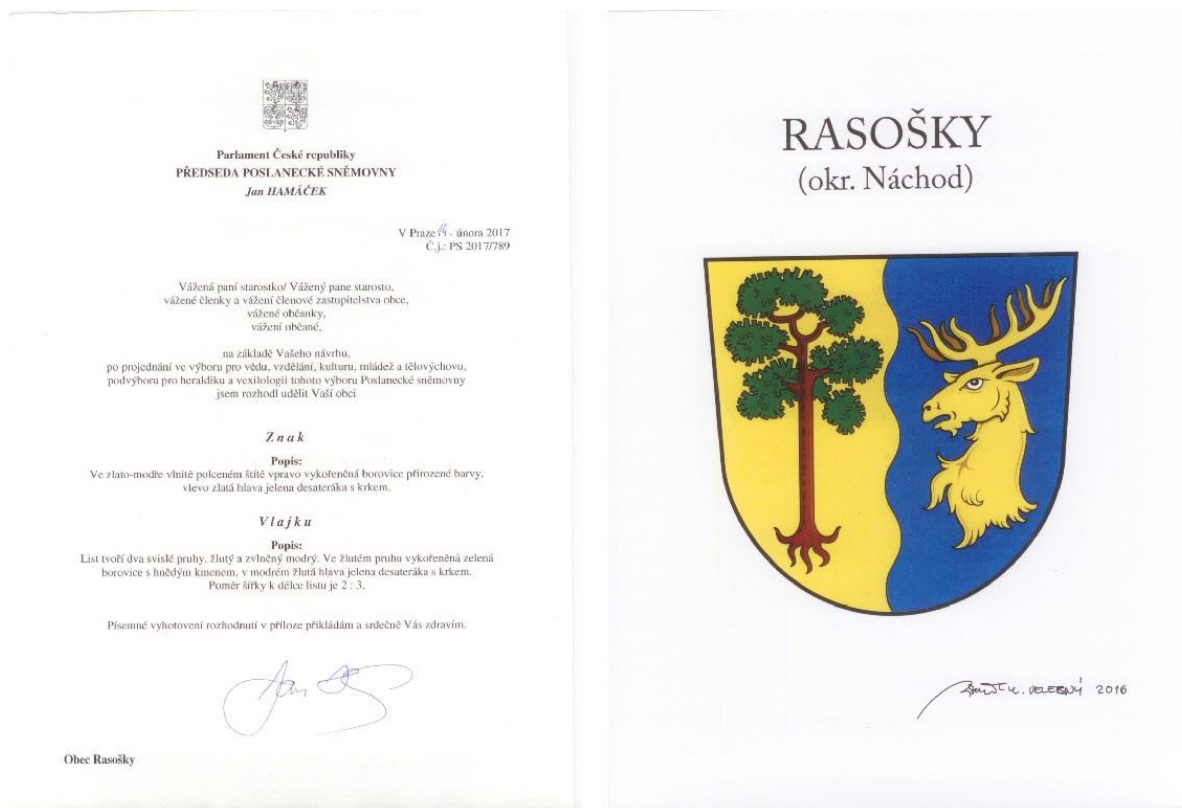 Parlament České republiky
PŘEDSEDA POSLANECKÉ SNĚMOVNY
Jan HAMÁČEK
V Praze 14. února 2017
Č.j.: PS 2017/789
Vážená paní starostko/ Vážený pane starosto,
vážené členky a vážení členové zastupitelstva obce,
vážené občanky,
vážení občané,
na základě Vašeho návrhu,
po projednání ve výboru pro vědu, vzdělání, kulturu, mládež a tělovýchovu,
podvýboru pro heraldiku a vexilologii tohoto výboru Poslanecké sněmovny
jsem rozhodl udělit Vaší obci
Znak
Popis:
Ve zlato-modře vlnitě polceném štítě vpravo vykořeněná borovice přirozené barvy,
vlevo zlatá hlava jelena desateráka s krkem.
Vlajku
Popis:
List tvoří dva svislé pruhy, žlutý a zvlněný modrý. Ve žlutém pruhu vykořeněná zelená
borovice s hnědým kmenem, v modrém žlutá hlava jelena desateráka s krkem.
Poměr šířky k délce listu je 2 : 3.
Písemné vyhotovení rozhodnutí v příloze přikládám a srdečně Vás zdravím.
Obec Rasošky
RASOŠKY
(okr. Náchod)
VELEBNÝ 2016